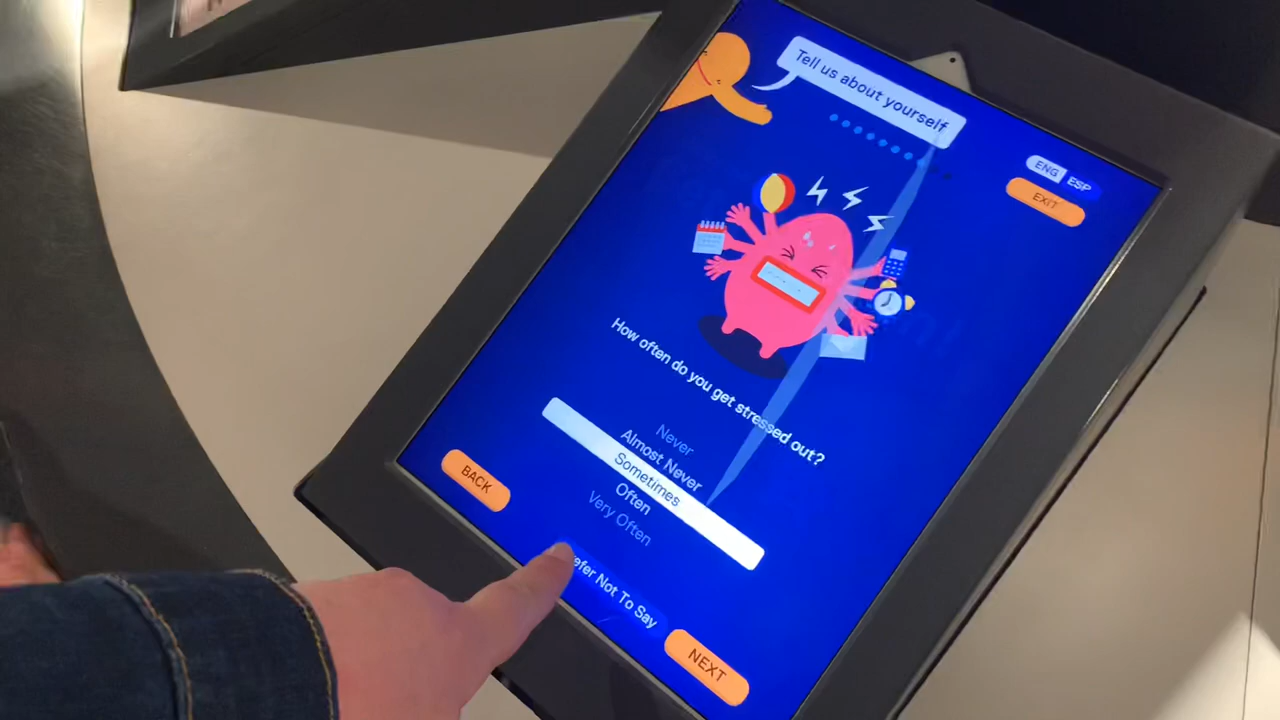 Tell us about yourself
ENG ESP
EXIT
How often do you get stressed out?
Never
Almost Never
Sometimes
Often
Very Often
BACK
efer Not To Say
NEXT